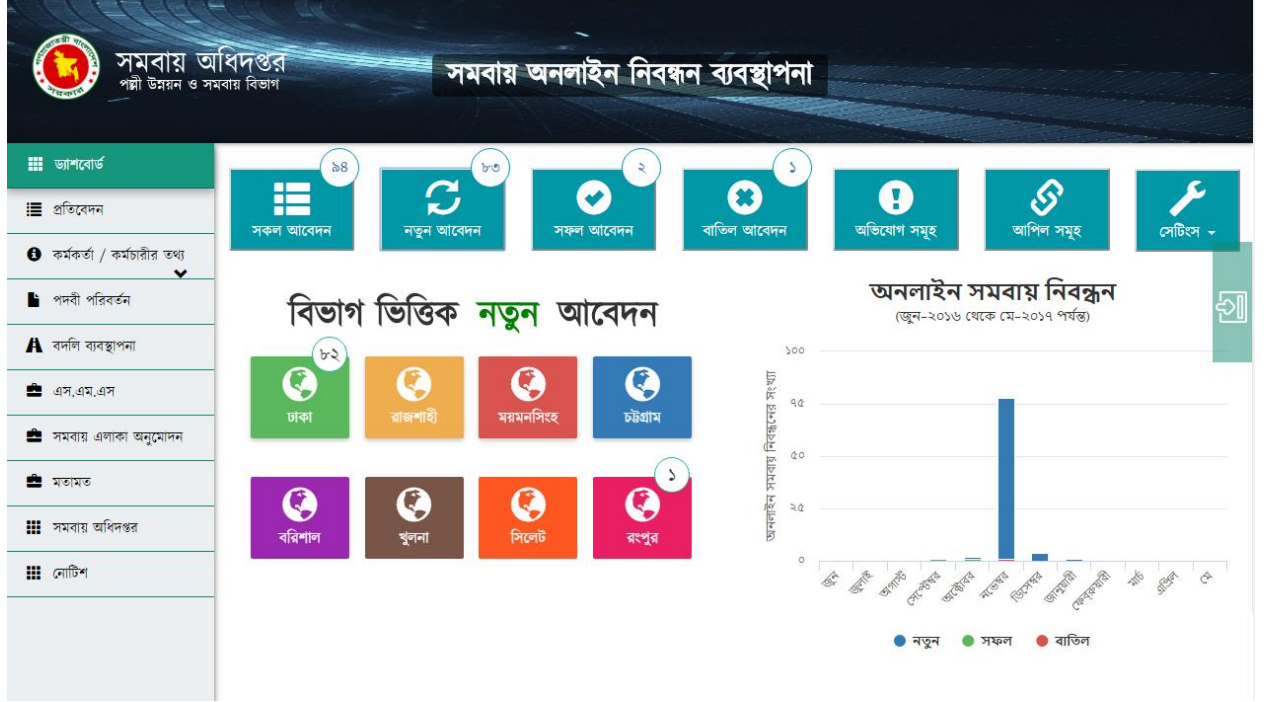 সমবায় অধিদপ্তর
পল্লী উন্নয়ন ও সমবায় বিভাগ
সমবায় অনলাইন নিবন্ধন ব্যবস্থাপনা
ড্যাশবোর্ড
প্রতিবেদন
কর্মকর্তা / কর্মচারীর তথ্য
পদবী পরিবর্তন
বদলি ব্যবস্থাপনা
এস.এম.এস
সমবায় এলাকা অনুমোদন
মতামত
সমবায় অধিদপ্তর
নোটিশ
৯৪
সকল আবেদন
৮৩
নতুন আবেদন
২
সফল আবেদন
১
বাতিল আবেদন
অভিযোগ সমূহ
আপিল সমূহ
সেটিংস
বিভাগ ভিত্তিক নতুন আবেদন
৮২
ঢাকা
রাজশাহী
ময়মনসিংহ
চট্টগ্রাম
বরিশাল
খুলনা
সিলেট
১
রংপুর
অনলাইন সমবায় নিবন্ধন
(জুন-২০১৬ থেকে মে-২০১৭ পর্যন্ত)
অনলাইন সমবায় নিবন্ধনের সংখ্যা
১০০
৭৫
৫০
২৫
০
জুন
জুলাই
অগাস্ট
সেপ্টেম্বর
অক্টোবর
নভেম্বর
ডিসেম্বর
জানুয়ারী
ফেব্রুয়ারী
মার্চ
এপ্রিল
মে
নতুন সফল বাতিল